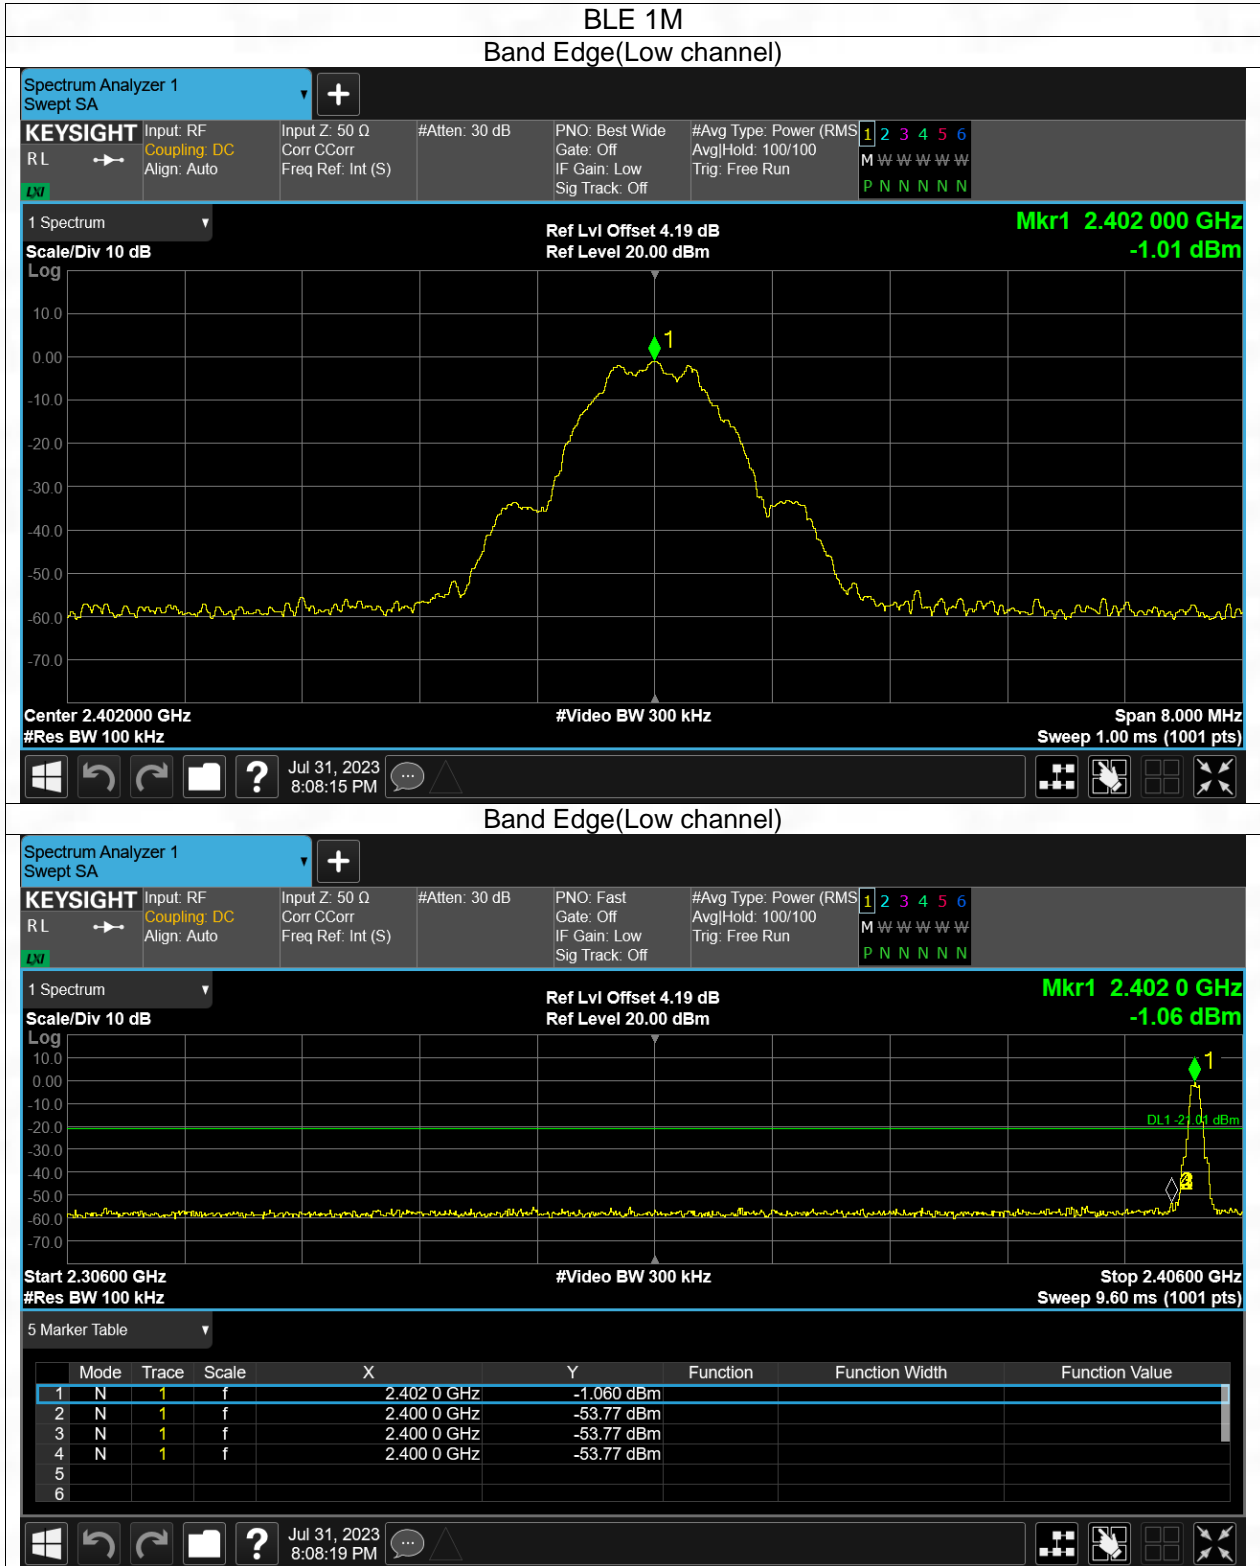 BLE 1M
Band Edge(Low channel)
Spectrum Analyzer 1
Swept SA
KEYSIGHT
RL
LXI
Input: RF
Coupling: DC
Align: Auto
Input Z: 50 Ω
Corr CCorr
Freq Ref: Int (S)
#Atten: 30 dB
PNO: Best Wide
Gate: Off
IF Gain: Low
Sig Track: Off
#Avg Type: Power (RMS
Avg|Hold: 100/100
Trig: Free Run
1 2 3 4 5 6
M W W W W W
P N N N N N
1 Spectrum
Scale/Div 10 dB
Ref Lvl Offset 4.19 dB
Ref Level 20.00 dBm
Mkr1 2.402 000 GHz
-1.01 dBm
Log
10.0
0.00
-10.0
-20.0
-30.0
-40.0
-50.0
-60.0
-70.0
1
Center 2.402000 GHz
#Res BW 100 kHz
#Video BW 300 kHz
Span 8.000 MHz
Sweep 1.00 ms (1001 pts)
?
Jul 31, 2023
8:08:15 PM
Band Edge(Low channel)
Spectrum Analyzer 1
Swept SA
KEYSIGHT
RL
LXI
Input: RF
Coupling: DC
Align: Auto
Input Z: 50 Ω
Corr CCorr
Freq Ref: Int (S)
#Atten: 30 dB
PNO: Fast
Gate: Off
IF Gain: Low
Sig Track: Off
#Avg Type: Power (RMS
Avg|Hold: 100/100
Trig: Free Run
1 2 3 4 5 6
M W W W W W
P N N N N N
1 Spectrum
Scale/Div 10 dB
Ref Lvl Offset 4.19 dB
Ref Level 20.00 dBm
Mkr1 2.402 0 GHz
-1.06 dBm
Log
10.0
0.00
-10.0
-20.0
-30.0
-40.0
-50.0
-60.0
-70.0
1
DL1 -21.01 dBm
Start 2.30600 GHz
#Res BW 100 kHz
#Video BW 300 kHz
Stop 2.40600 GHz
Sweep 9.60 ms (1001 pts)
5 Marker Table
Mode Trace Scale X Y Function Function Width Function Value
1 N 1 f 2.402 0 GHz -1.060 dBm
2 N 1 f 2.400 0 GHz -53.77 dBm
3 N 1 f 2.400 0 GHz -53.77 dBm
4 N 1 f 2.400 0 GHz -53.77 dBm
5
6
?
Jul 31, 2023
8:08:19 PM